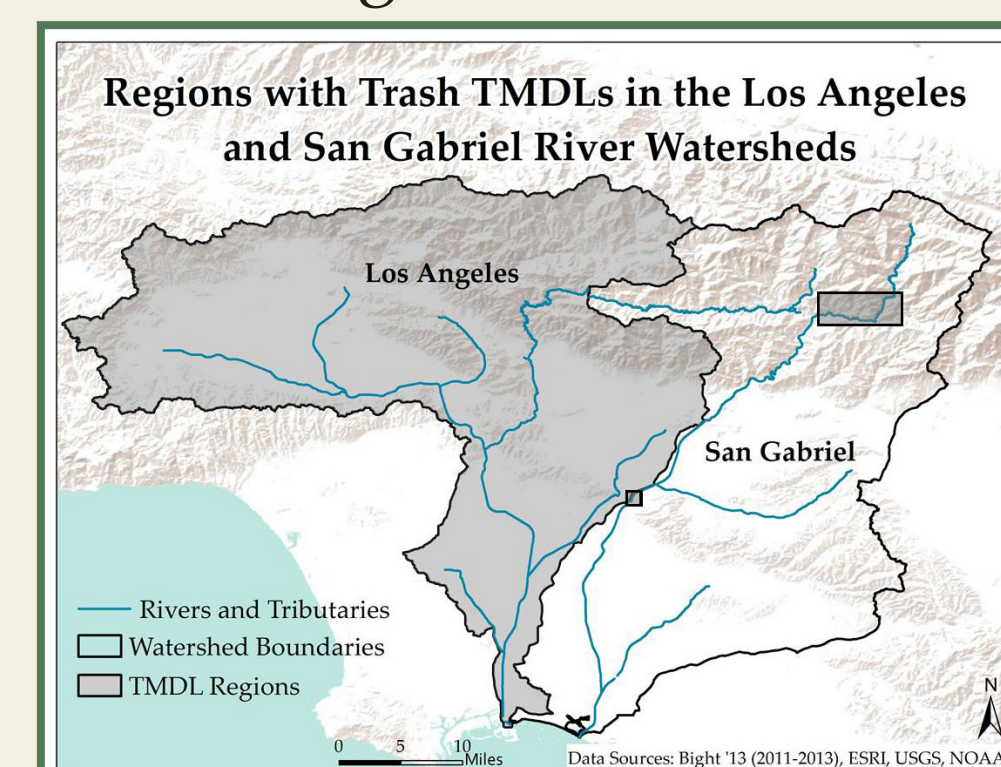 Regions with Trash TMDLs in the Los Angeles
and San Gabriel River Watersheds
Los Angeles
San Gabriel
Rivers and Tributaries
Watershed Boundaries
TMDL Regions
0 5 10
Miles
N
Data Sources: Bight '13 (2011-2013), ESRI, USGS, NOAA